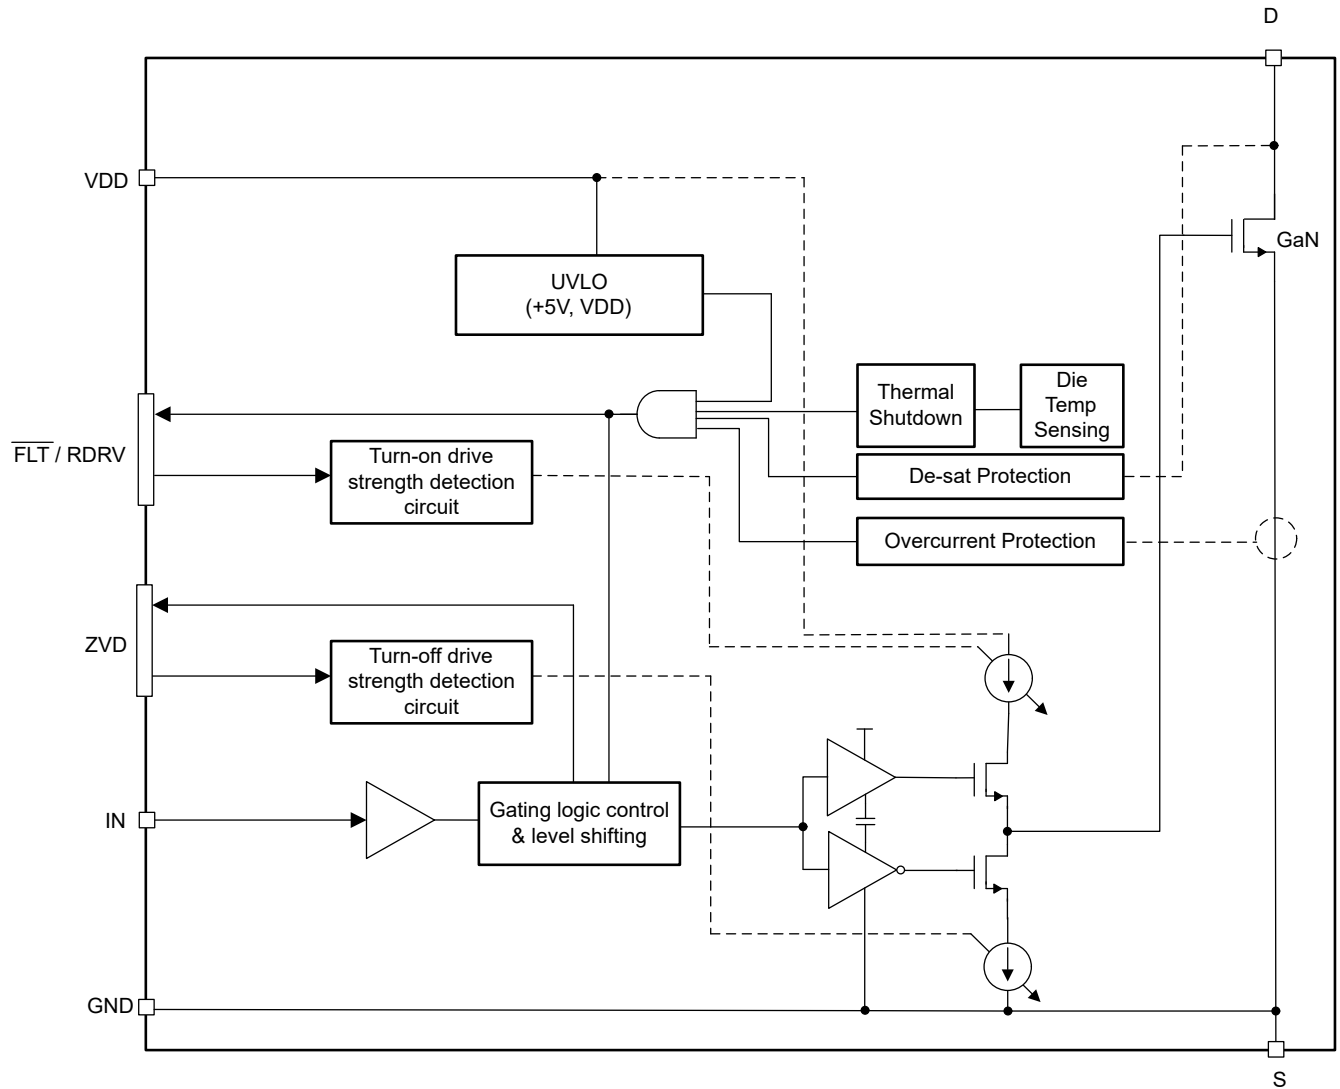 D
VDD
GaN
UVLO
(+5V, VDD)
Thermal
Shutdown
Die
Temp
Sensing
FLT / RDRV
Turn-on drive
strength detection
circuit
De-sat Protection
Overcurrent Protection
ZVD
Turn-off drive
strength detection
circuit
IN
Gating logic control
& level shifting
GND
S